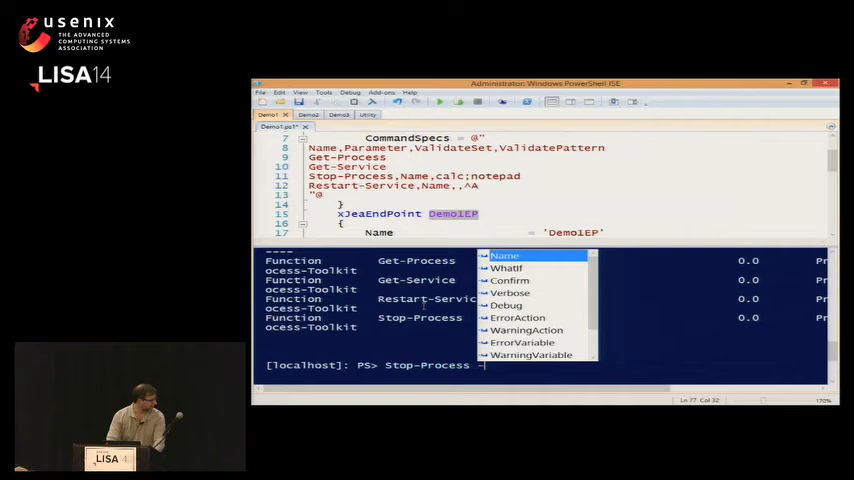 usenix
THE ADVANCED
COMPUTING SYSTEMS
ASSOCIATION
LISA14
Administrator: Windows PowerShell ISE
File Edit View Tools Debug Add-ons Help
Demo1 Demo2 Demo3 Utility
Demo1.ps1*
7 CommandSpecs = @"
8 Name,Parameter,ValidateSet,ValidatePattern
9 Get-Process
10 Get-Service
11 Stop-Process,Name,calc;notepad
12 Restart-Service,Name,,^A
13 "@
14 }
15 xJeaEndPoint Demo1EP
16 {
17 Name = 'Demo1EP'
----
Function Get-Process 0.0 Pr
ocess-Toolkit
Function Get-Service 0.0 Pr
ocess-Toolkit
Function Restart-Servic 0.0 Pr
ocess-Toolkit
Function Stop-Process 0.0 Pr
ocess-Toolkit
Name
WhatIf
Confirm
Verbose
Debug
ErrorAction
WarningAction
ErrorVariable
WarningVariable
[localhost]: PS> Stop-Process -
Ln 77 Col 32 170%
LISA14